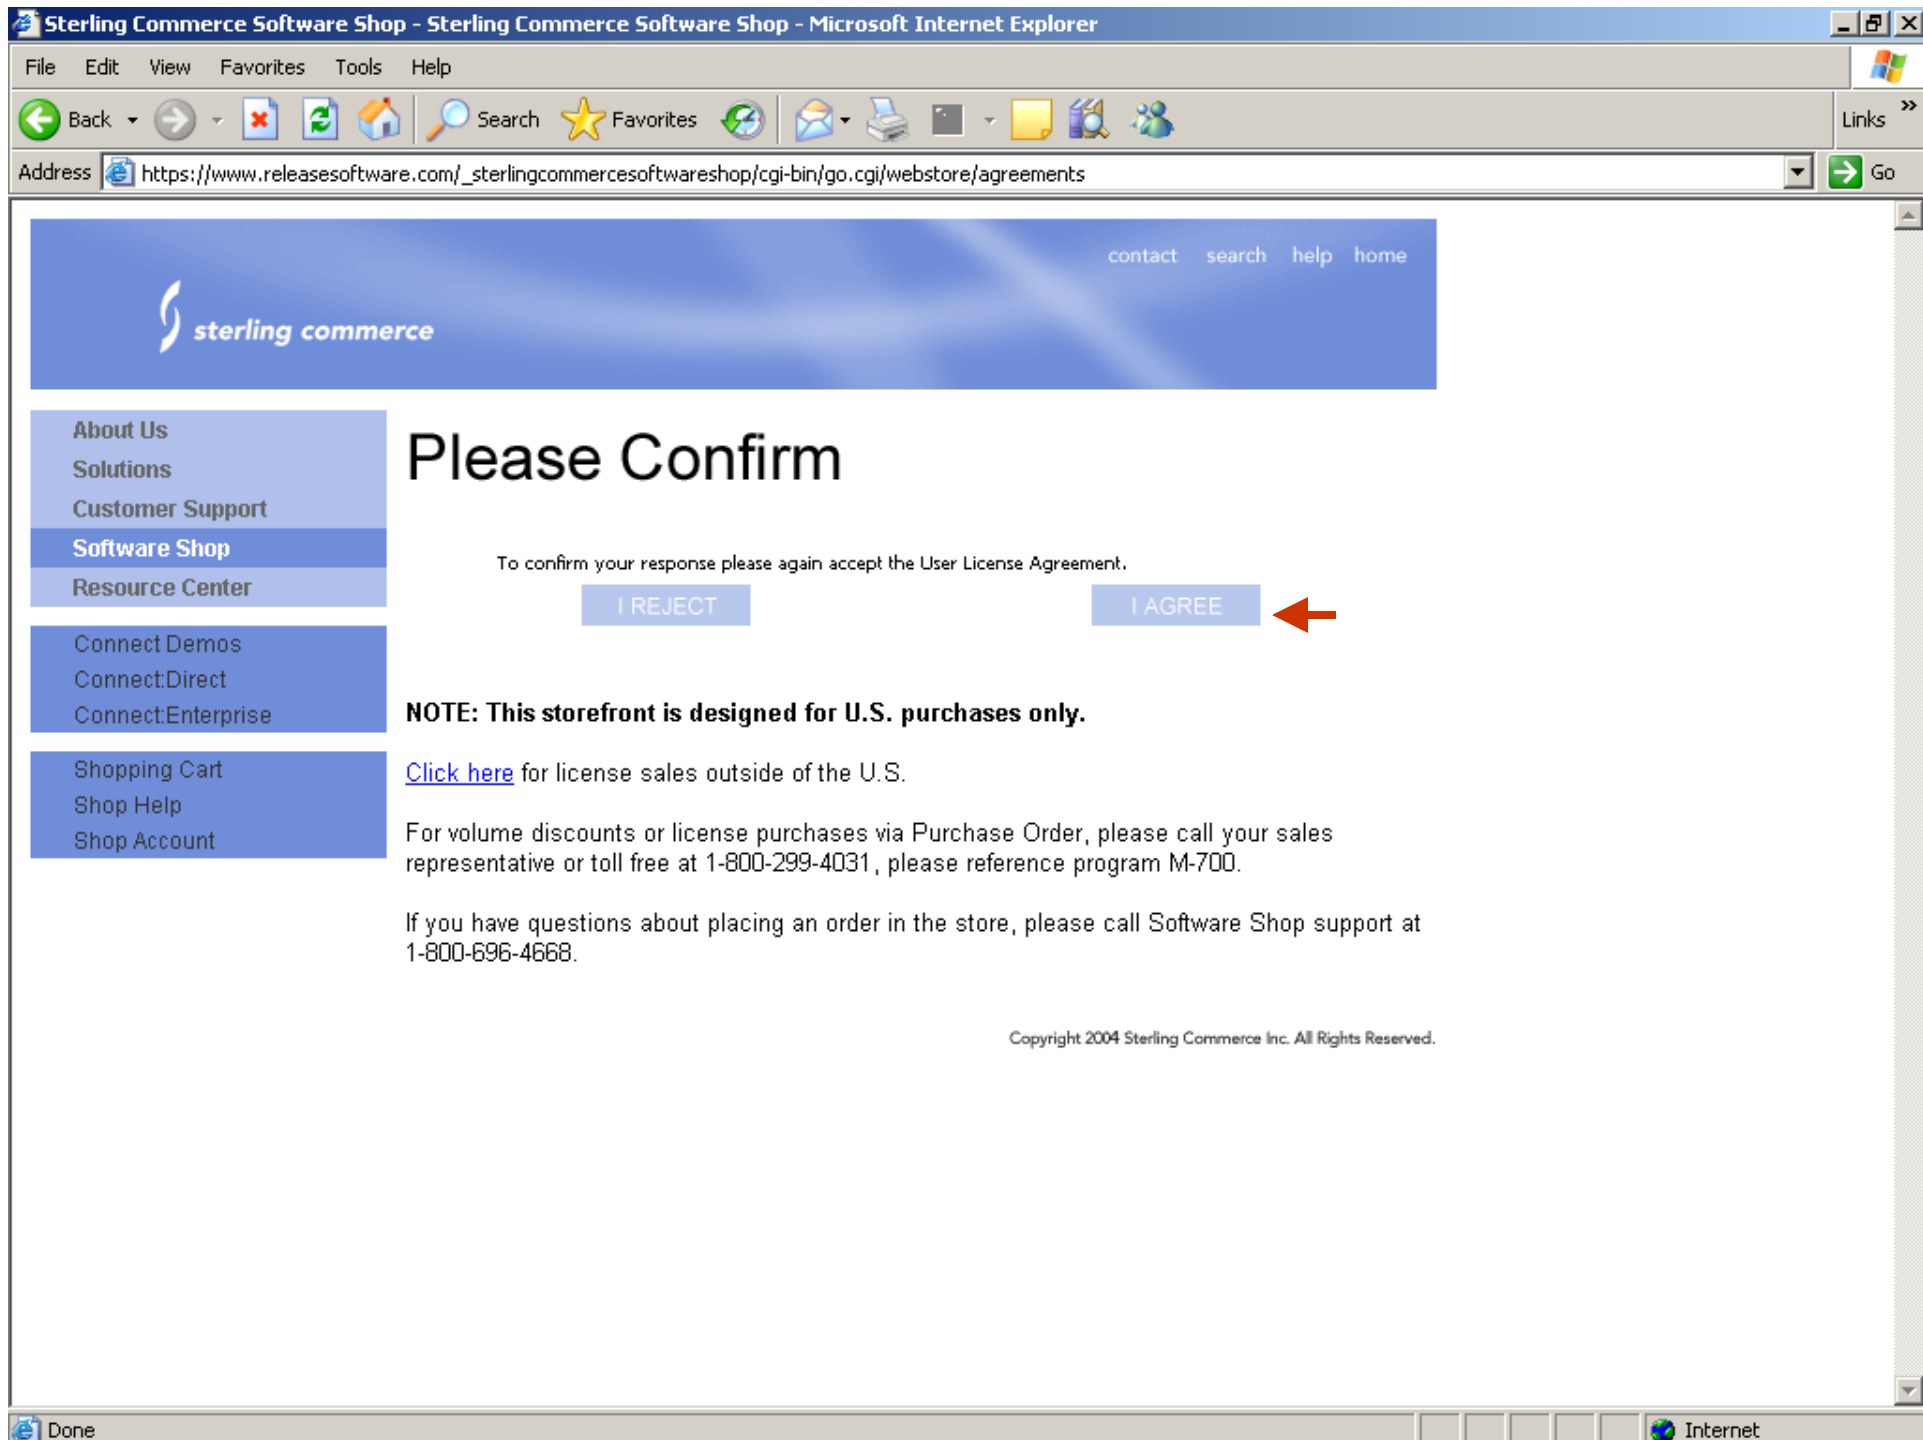 Sterling Commerce Software Shop - Sterling Commerce Software Shop - Microsoft Internet Explorer
File Edit View Favorites Tools Help
Back Search Favorites Links »
Address https://www.releasesoftware.com/_sterlingcommercesoftwareshop/cgi-bin/go.cgi/webstore/agreements Go
contact search help home
sterling commerce
About Us
Solutions
Customer Support
Software Shop
Resource Center
Connect Demos
Connect:Direct
Connect:Enterprise
Shopping Cart
Shop Help
Shop Account
Please Confirm
To confirm your response please again accept the User License Agreement.
I REJECT I AGREE
NOTE: This storefront is designed for U.S. purchases only.
Click here for license sales outside of the U.S.
For volume discounts or license purchases via Purchase Order, please call your sales
representative or toll free at 1-800-299-4031, please reference program M-700.
If you have questions about placing an order in the store, please call Software Shop support at
1-800-696-4668.
Copyright 2004 Sterling Commerce Inc. All Rights Reserved.
Done Internet